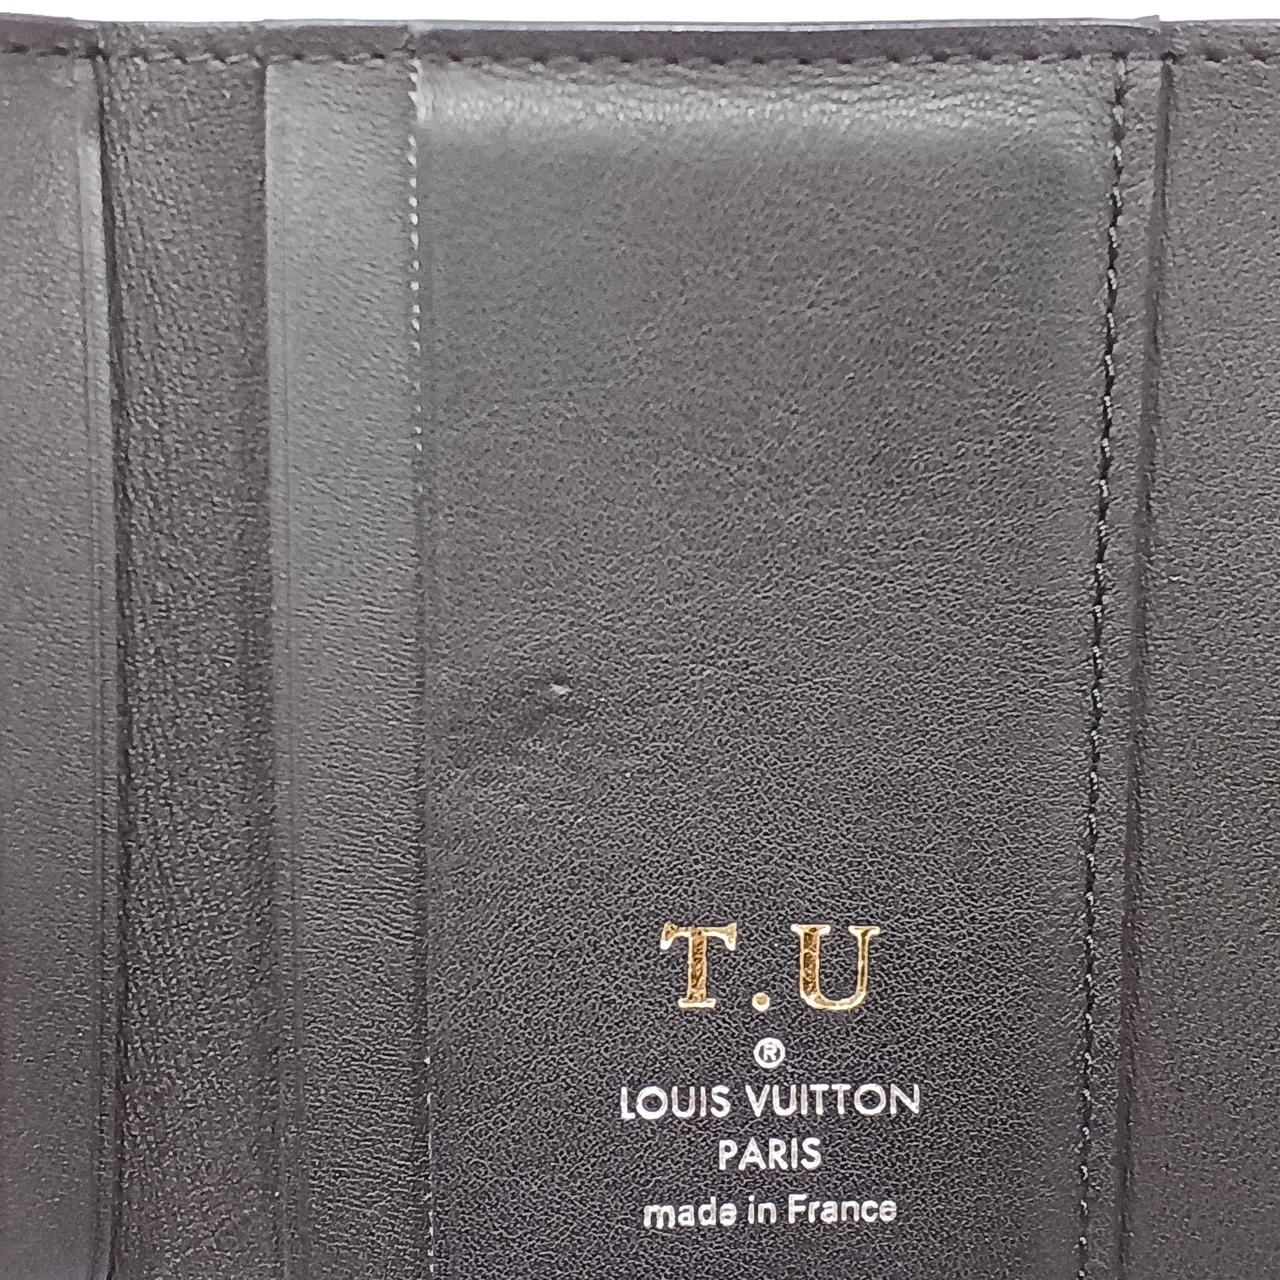 T.U
®
LOUIS VUITTON
PARIS
made in France